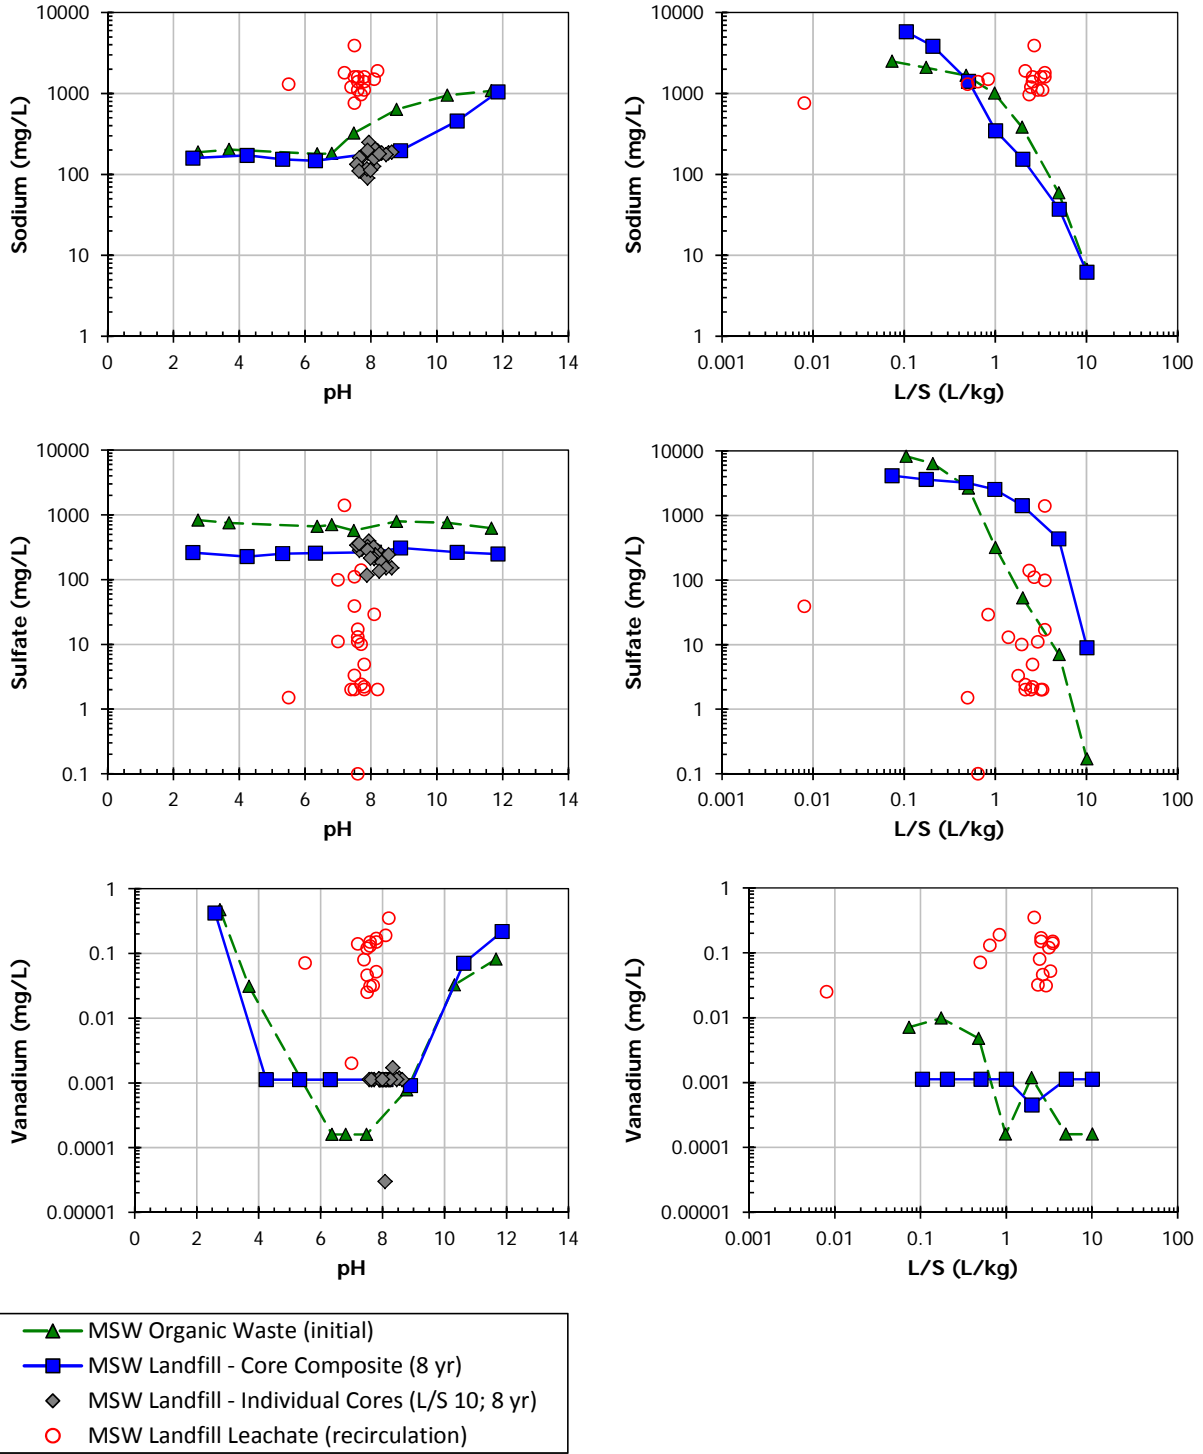 10000
1000
100
10
1
Sodium (mg/L)
0 2 4 6 8 10 12 14
pH
10000
1000
100
10
1
Sodium (mg/L)
0.001 0.01 0.1 1 10 100
L/S (L/kg)
10000
1000
100
10
1
0.1
Sulfate (mg/L)
0 2 4 6 8 10 12 14
pH
10000
1000
100
10
1
0.1
Sulfate (mg/L)
0.001 0.01 0.1 1 10 100
L/S (L/kg)
1
0.1
0.01
0.001
0.0001
0.00001
Vanadium (mg/L)
0 2 4 6 8 10 12 14
pH
1
0.1
0.01
0.001
0.0001
0.00001
Vanadium (mg/L)
0.001 0.01 0.1 1 10 100
L/S (L/kg)
MSW Organic Waste (initial)
MSW Landfill - Core Composite (8 yr)
MSW Landfill - Individual Cores (L/S 10; 8 yr)
MSW Landfill Leachate (recirculation)